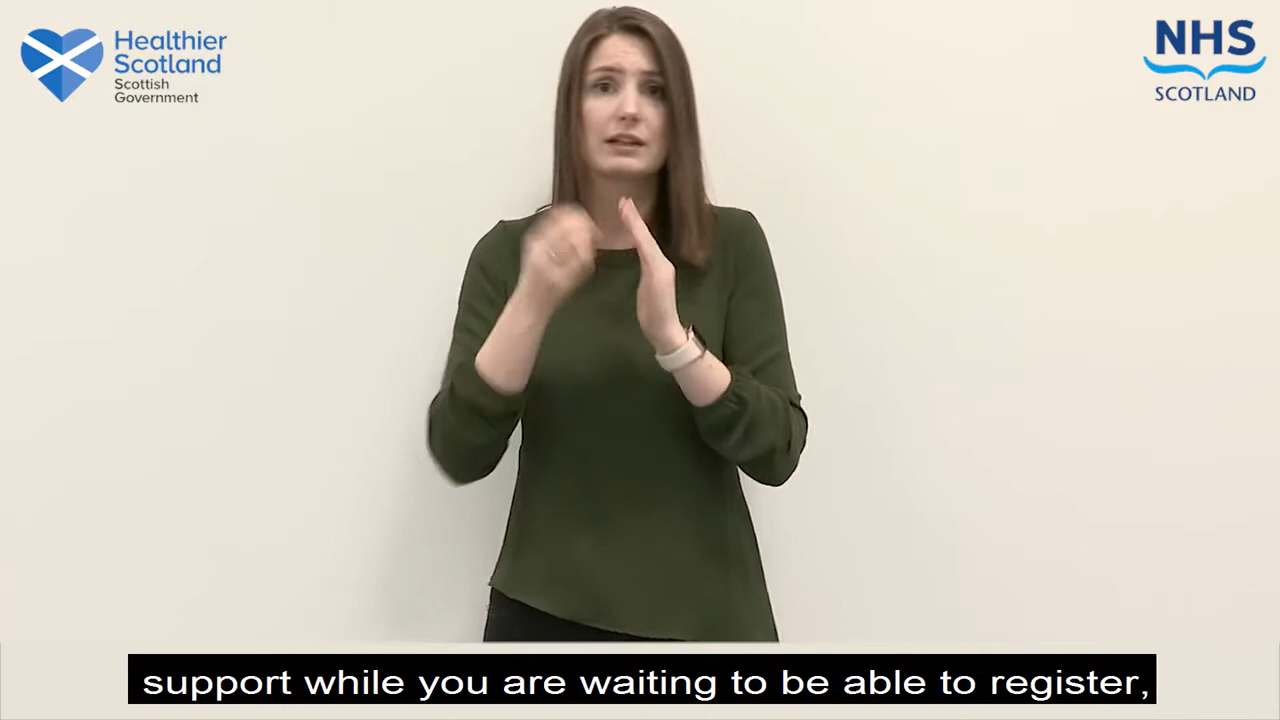 Healthier
Scotland
Scottish
Government
NHS
SCOTLAND
support while you are waiting to be able to register,